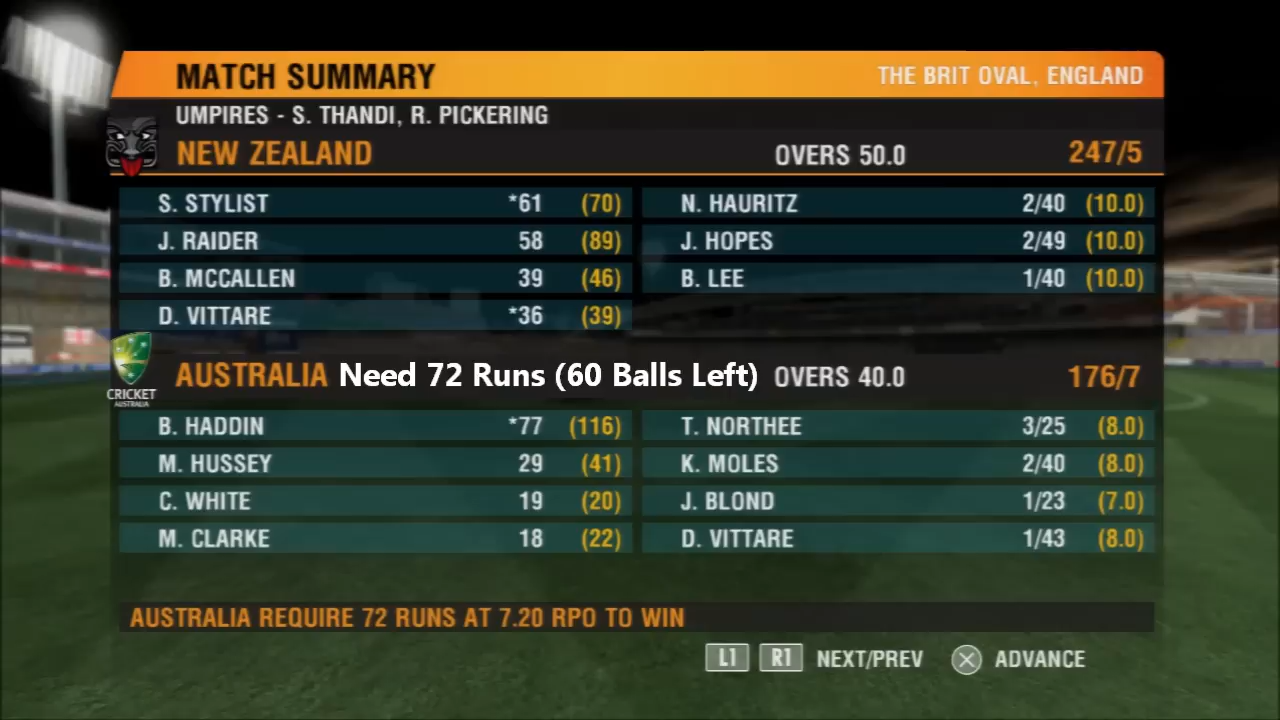 MATCH SUMMARY THE BRIT OVAL, ENGLAND
UMPIRES - S. THANDI, R. PICKERING
NEW ZEALAND OVERS 50.0 247/5
S. STYLIST *61 (70) N. HAURITZ 2/40 (10.0)
J. RAIDER 58 (89) J. HOPES 2/49 (10.0)
B. MCCALLEN 39 (46) B. LEE 1/40 (10.0)
D. VITTARE *36 (39)
CRICKET AUSTRALIA
AUSTRALIA Need 72 Runs (60 Balls Left) OVERS 40.0 176/7
B. HADDIN *77 (116) T. NORTHEE 3/25 (8.0)
M. HUSSEY 29 (41) K. MOLES 2/40 (8.0)
C. WHITE 19 (20) J. BLOND 1/23 (7.0)
M. CLARKE 18 (22) D. VITTARE 1/43 (8.0)
AUSTRALIA REQUIRE 72 RUNS AT 7.20 RPO TO WIN
L1 R1 NEXT/PREV ADVANCE